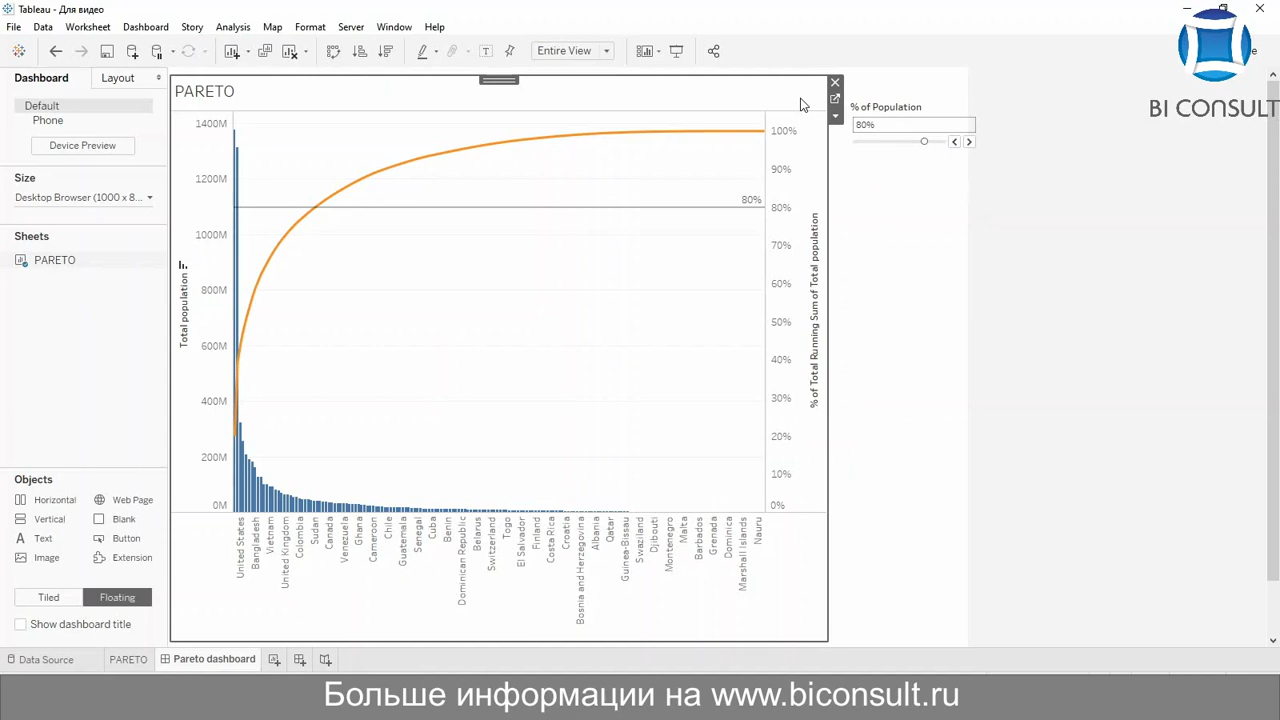 Tableau - Для видео
File Data Worksheet Dashboard Story Analysis Map Format Server Window Help
Entire View
Dashboard Layout
Default
Phone
Device Preview
Size
Desktop Browser (1000 x 8...
Sheets
PARETO
Objects
Horizontal Web Page
Vertical Blank
Text Button
Image Extension
Tiled Floating
Show dashboard title
PARETO
Total population
1400M
1200M
1000M
800M
600M
400M
200M
0M
80%
100%
90%
80%
70%
60%
50%
40%
30%
20%
10%
0%
% of Total Running Sum of Total population
United States
Bangladesh
Vietnam
United Kingdom
Colombia
Sudan
Canada
Venezuela
Ghana
Cameroon
Chile
Guatemala
Senegal
Cuba
Benin
Dominican Republic
Belarus
Switzerland
Togo
El Salvador
Finland
Costa Rica
Croatia
Bosnia and Herzegovina
Albania
Qatar
Guinea-Bissau
Swaziland
Djibouti
Montenegro
Malta
Barbados
Grenada
Dominica
Marshall Islands
Nauru
% of Population
80%
BI CONSULT
Data Source PARETO Pareto dashboard
Больше информации на www.biconsult.ru